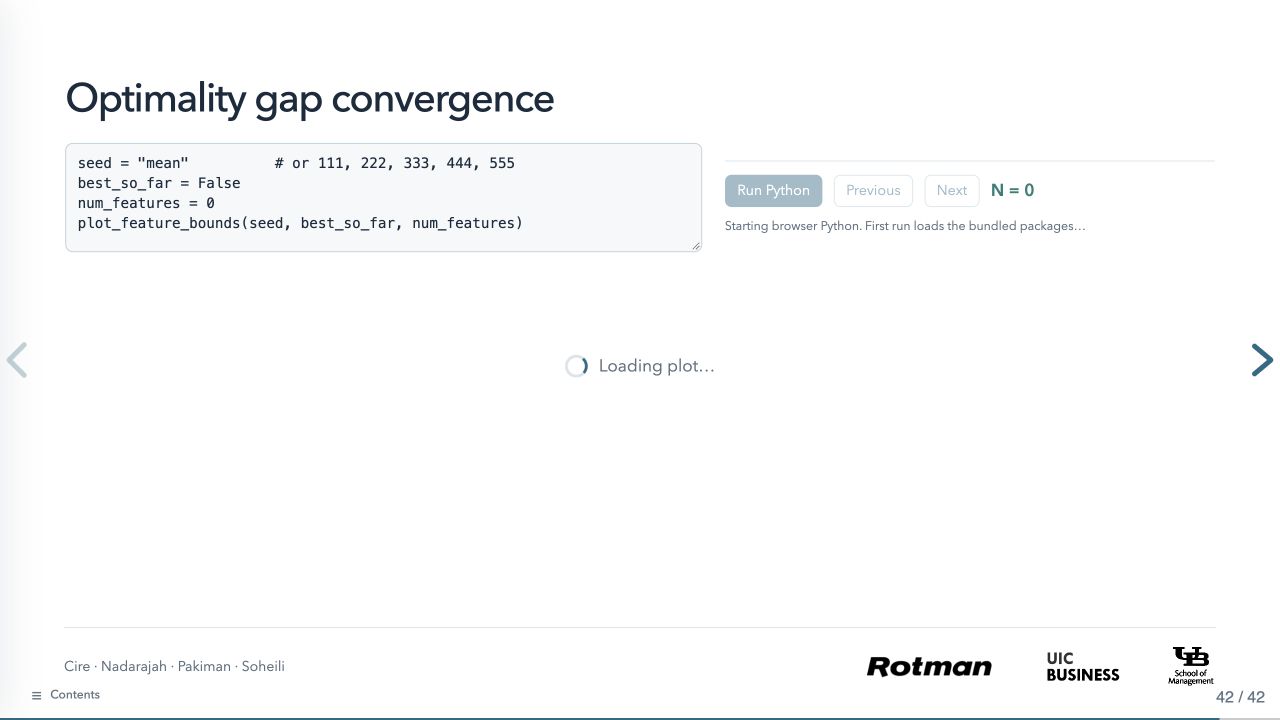 Optimality gap convergence
seed = "mean"          # or 111, 222, 333, 444, 555
best_so_far = False
num_features = 0
plot_feature_bounds(seed, best_so_far, num_features)
Run Python
Previous
Next
N = 0
Starting browser Python. First run loads the bundled packages…
Loading plot…
Cire · Nadarajah · Pakiman · Soheili
Rotman
UIC
BUSINESS
UB
School of
Management
≡ Contents
42 / 42